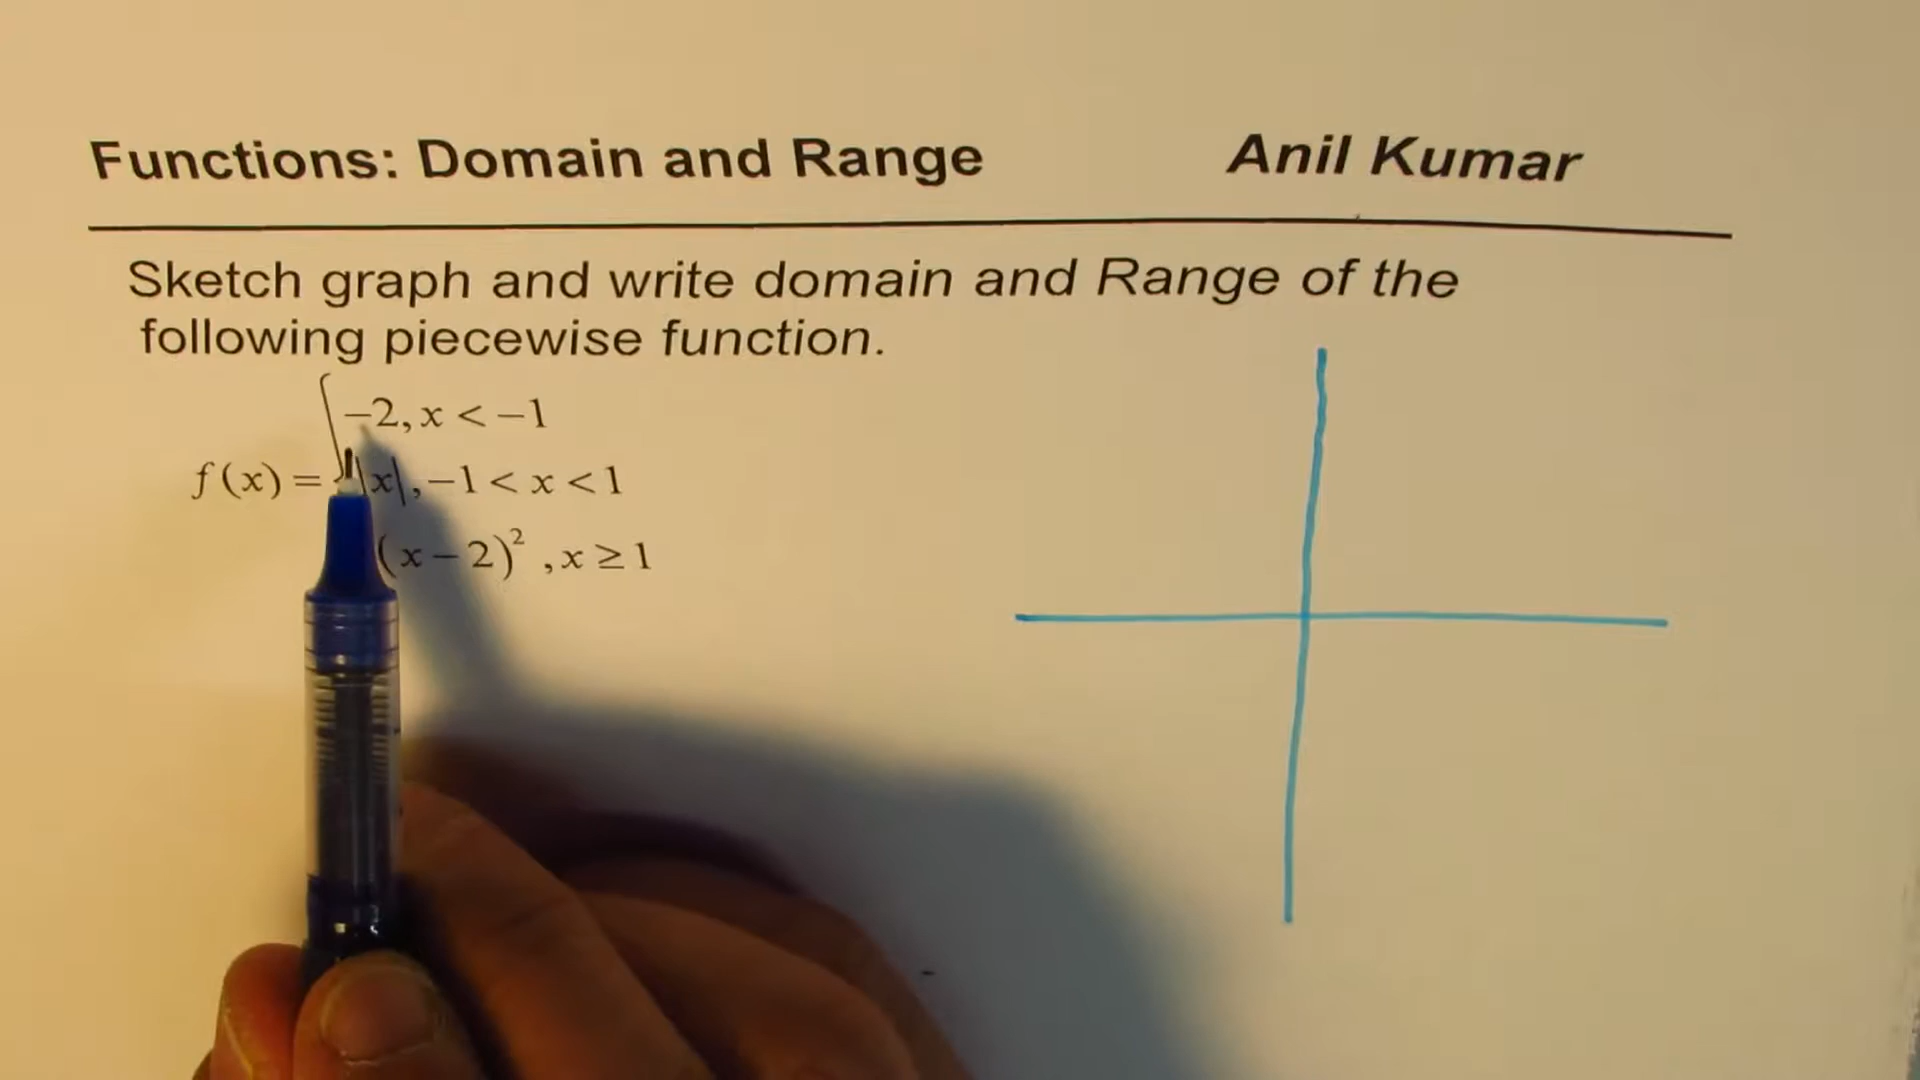 Functions: Domain and Range Anil Kumar
Sketch graph and write domain and Range of the
following piecewise function.
-2, x < -1
f(x) = |x|, -1 < x < 1
(x-2)², x ≥ 1